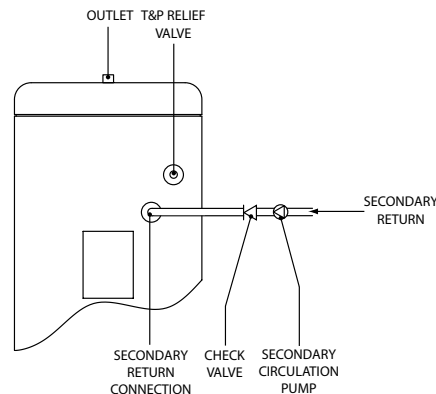 OUTLET
T&P RELIEF
VALVE
SECONDARY
RETURN
SECONDARY
RETURN
CONNECTION
CHECK
VALVE
SECONDARY
CIRCULATION
PUMP